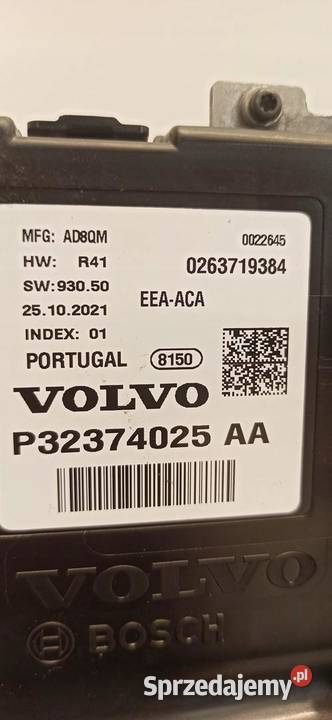 MFG: AD8QM 0022645
HW: R41 0263719384
SW:930.50 EEA-ACA
25.10.2021
INDEX: 01
PORTUGAL 8150
VOLVO
P32374025 AA
VOLVO
BOSCH
Sprzedajemy.pl